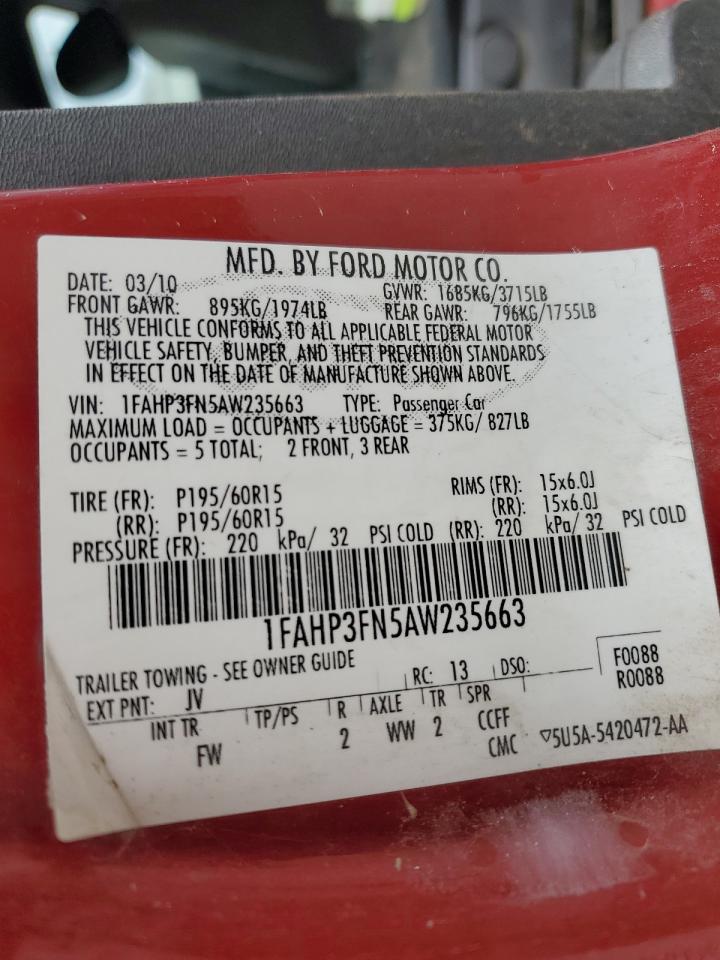 MFD. BY FORD MOTOR CO.
DATE: 03/10 GVWR: 1685KG/3715LB
FRONT GAWR: 895KG/1974LB REAR GAWR: 796KG/1755LB
THIS VEHICLE CONFORMS TO ALL APPLICABLE FEDERAL MOTOR
VEHICLE SAFETY, BUMPER, AND THEFT PREVENTION STANDARDS
IN EFFECT ON THE DATE OF MANUFACTURE SHOWN ABOVE.
VIN: 1FAHP3FN5AW235663 TYPE: Passenger Car
MAXIMUM LOAD = OCCUPANTS + LUGGAGE = 375KG/ 827LB
OCCUPANTS = 5 TOTAL; 2 FRONT, 3 REAR
TIRE (FR): P195/60R15 RIMS (FR): 15x6.0J
(RR): P195/60R15 (RR): 15x6.0J
PRESSURE (FR): 220 kPa/ 32 PSI COLD (RR): 220 kPa/ 32 PSI COLD
1FAHP3FN5AW235663
TRAILER TOWING - SEE OWNER GUIDE
EXT PNT: JV RC: 13 DSO: F0088
R0088
INT TR TP/PS R AXLE TR SPR
FW 2 WW 2 CCFF
CMC ▽5U5A-5420472-AA